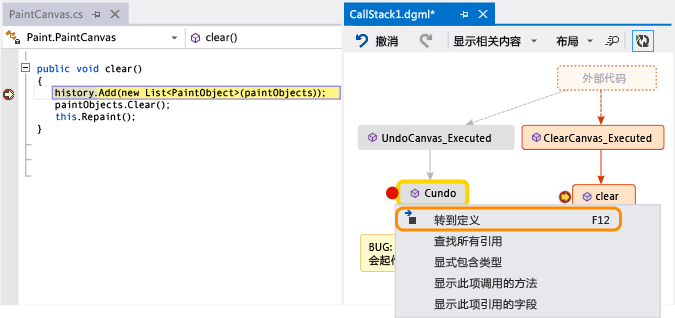 PaintCanvas.cs
Paint.PaintCanvas
clear()
public void clear()
{
history.Add(new List<PaintObject>(paintObjects));
paintObjects.Clear();
this.Repaint();
}
CallStack1.dgml*
撤消 显示相关内容 布局
外部代码
UndoCanvas_Executed
ClearCanvas_Executed
Cundo
clear
BUG:
转到定义 F12
查找所有引用
显式包含类型
显示此项调用的方法
显示此项引用的字段